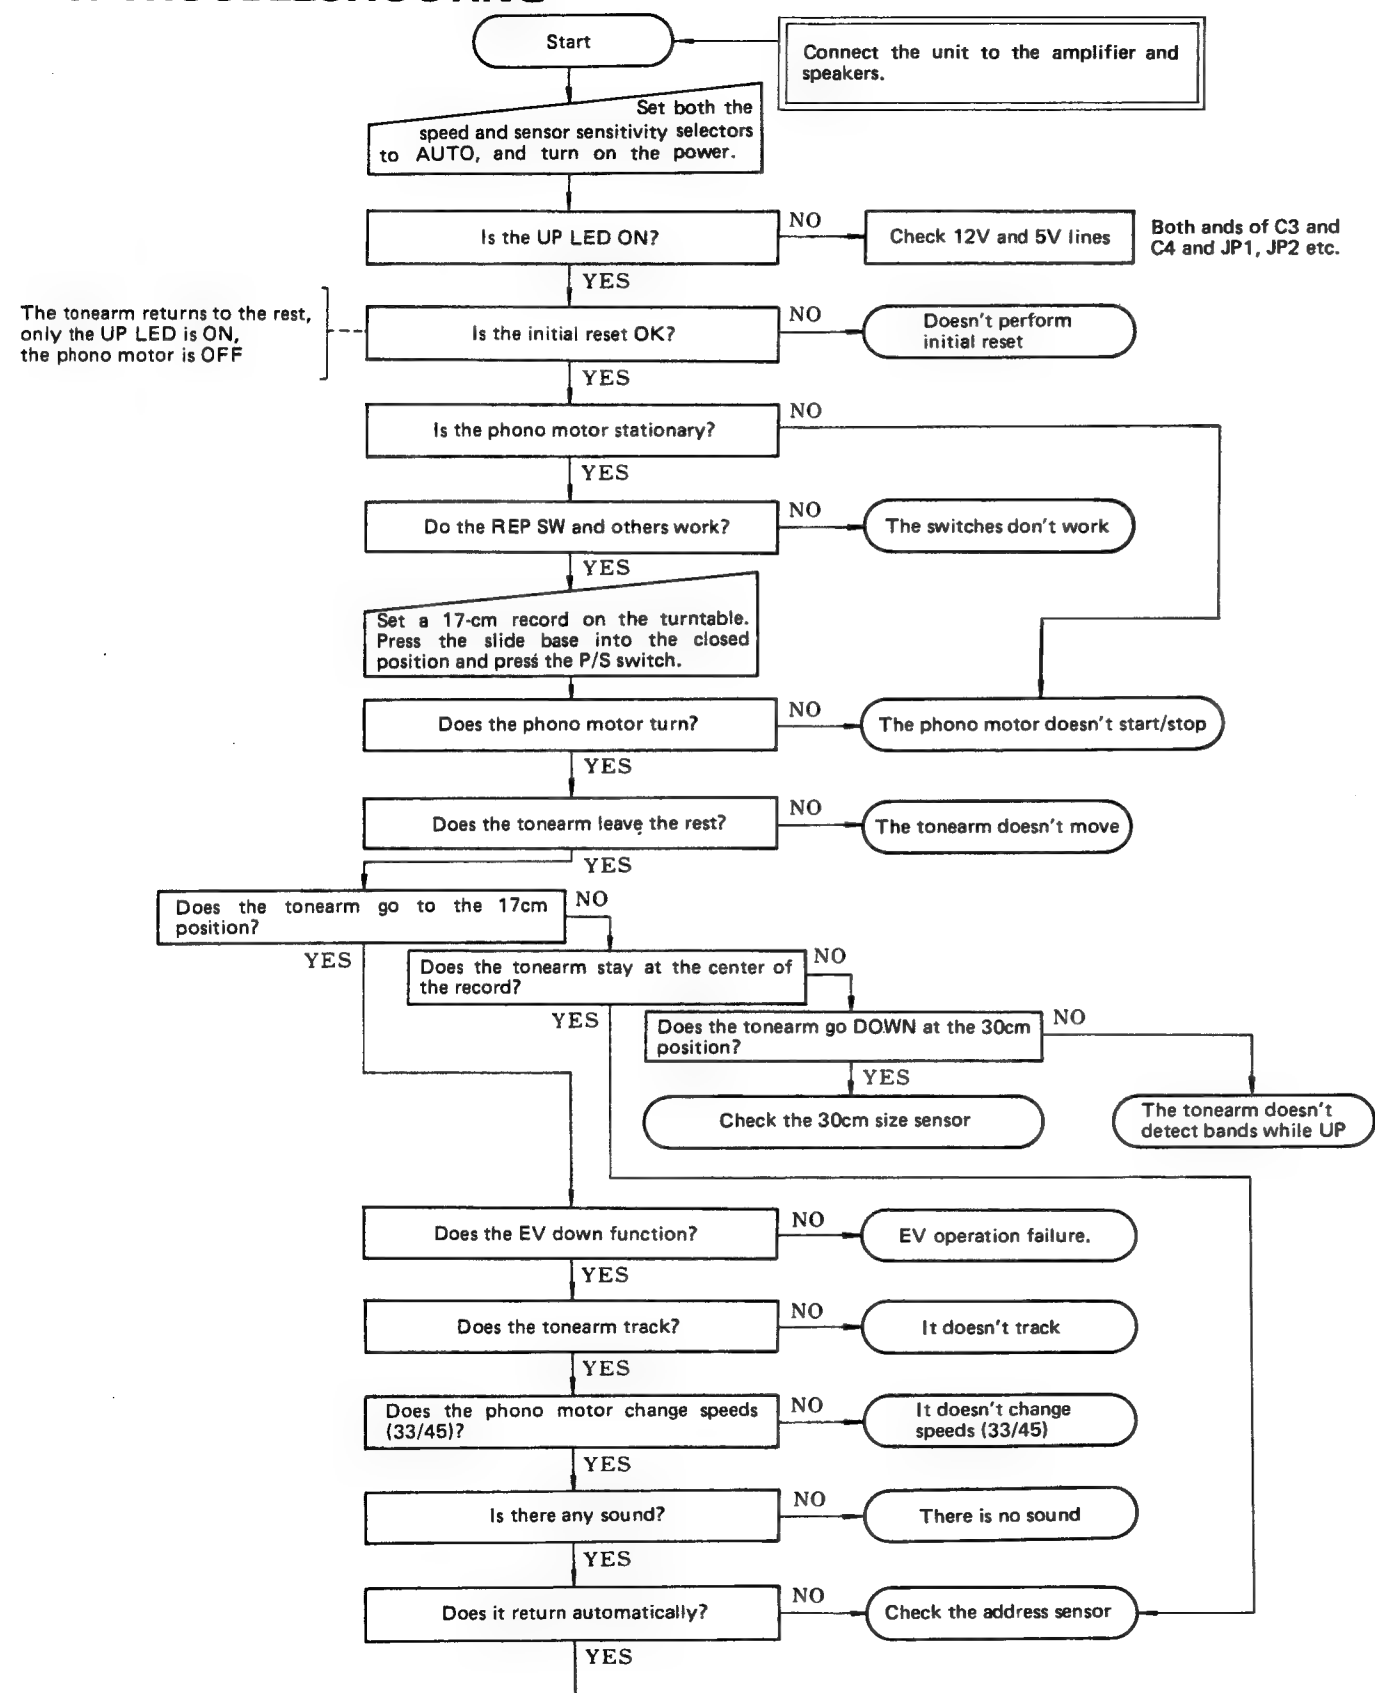 Start
Connect the unit to the amplifier and
speakers.
Set both the
speed and sensor sensitivity selectors
to AUTO, and turn on the power.
Is the UP LED ON?
NO
Check 12V and 5V lines
Both ands of C3 and
C4 and JP1, JP2 etc.
YES
The tonearm returns to the rest,
only the UP LED is ON,
the phono motor is OFF
Is the initial reset OK?
NO
Doesn't perform
initial reset
YES
Is the phono motor stationary?
NO
YES
Do the REP SW and others work?
NO
The switches don't work
YES
Set a 17-cm record on the turntable.
Press the slide base into the closed
position and press the P/S switch.
Does the phono motor turn?
NO
The phono motor doesn't start/stop
YES
Does the tonearm leave the rest?
NO
The tonearm doesn't move
YES
Does the tonearm go to the 17cm
position?
NO
YES
Does the tonearm stay at the center of
the record?
NO
YES
Does the tonearm go DOWN at the 30cm
position?
NO
YES
Check the 30cm size sensor
The tonearm doesn't
detect bands while UP
Does the EV down function?
NO
EV operation failure.
YES
Does the tonearm track?
NO
It doesn't track
YES
Does the phono motor change speeds
(33/45)?
NO
It doesn't change
speeds (33/45)
YES
Is there any sound?
NO
There is no sound
YES
Does it return automatically?
NO
Check the address sensor
YES